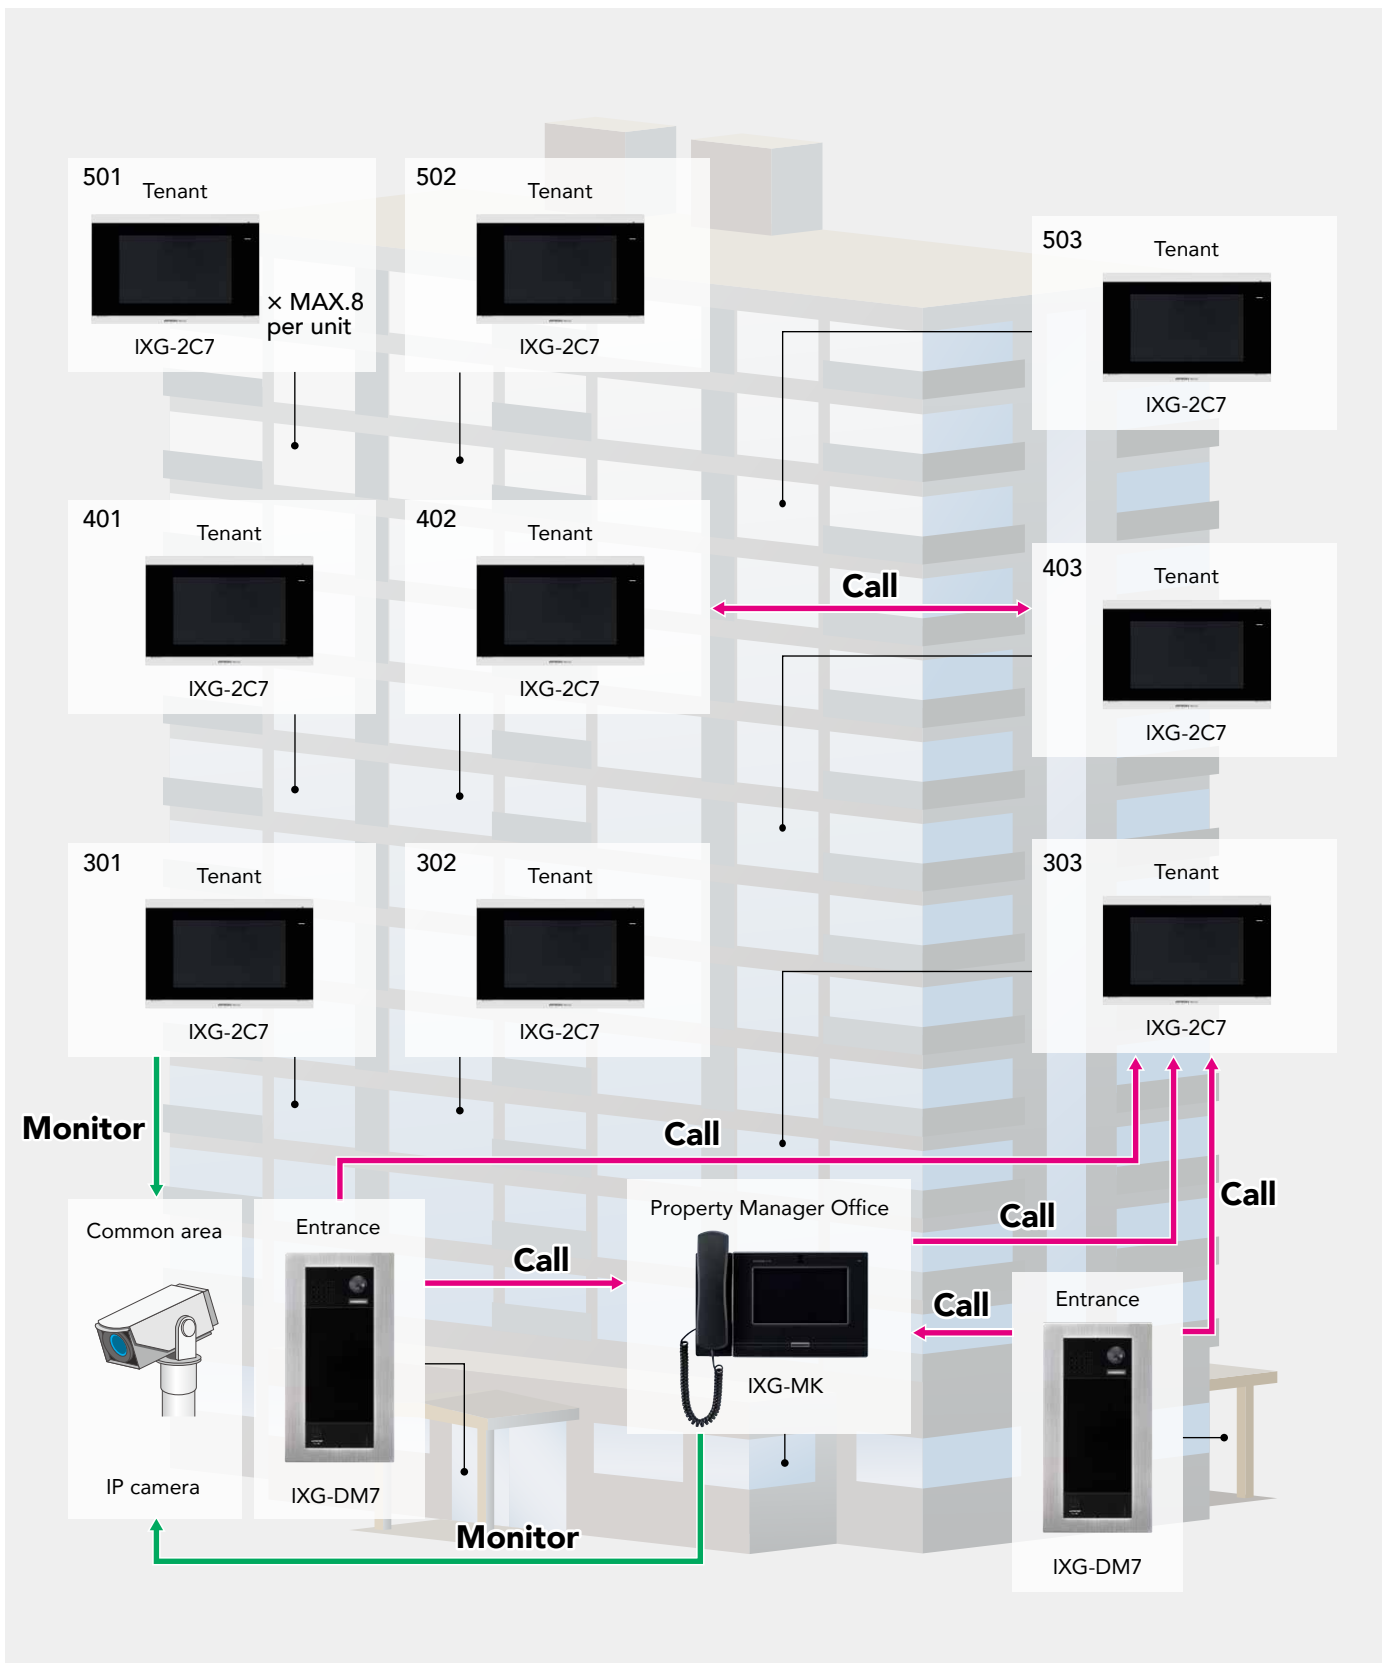 501
Tenant
× MAX.8
per unit
IXG-2C7
502
Tenant
IXG-2C7
503
Tenant
IXG-2C7
401
Tenant
IXG-2C7
402
Tenant
IXG-2C7
Call
403
Tenant
IXG-2C7
301
Tenant
IXG-2C7
302
Tenant
IXG-2C7
303
Tenant
IXG-2C7
Monitor
Call
Common area
IP camera
Entrance
IXG-DM7
Call
Property Manager Office
IXG-MK
Call
Call
Call
Entrance
IXG-DM7
Monitor